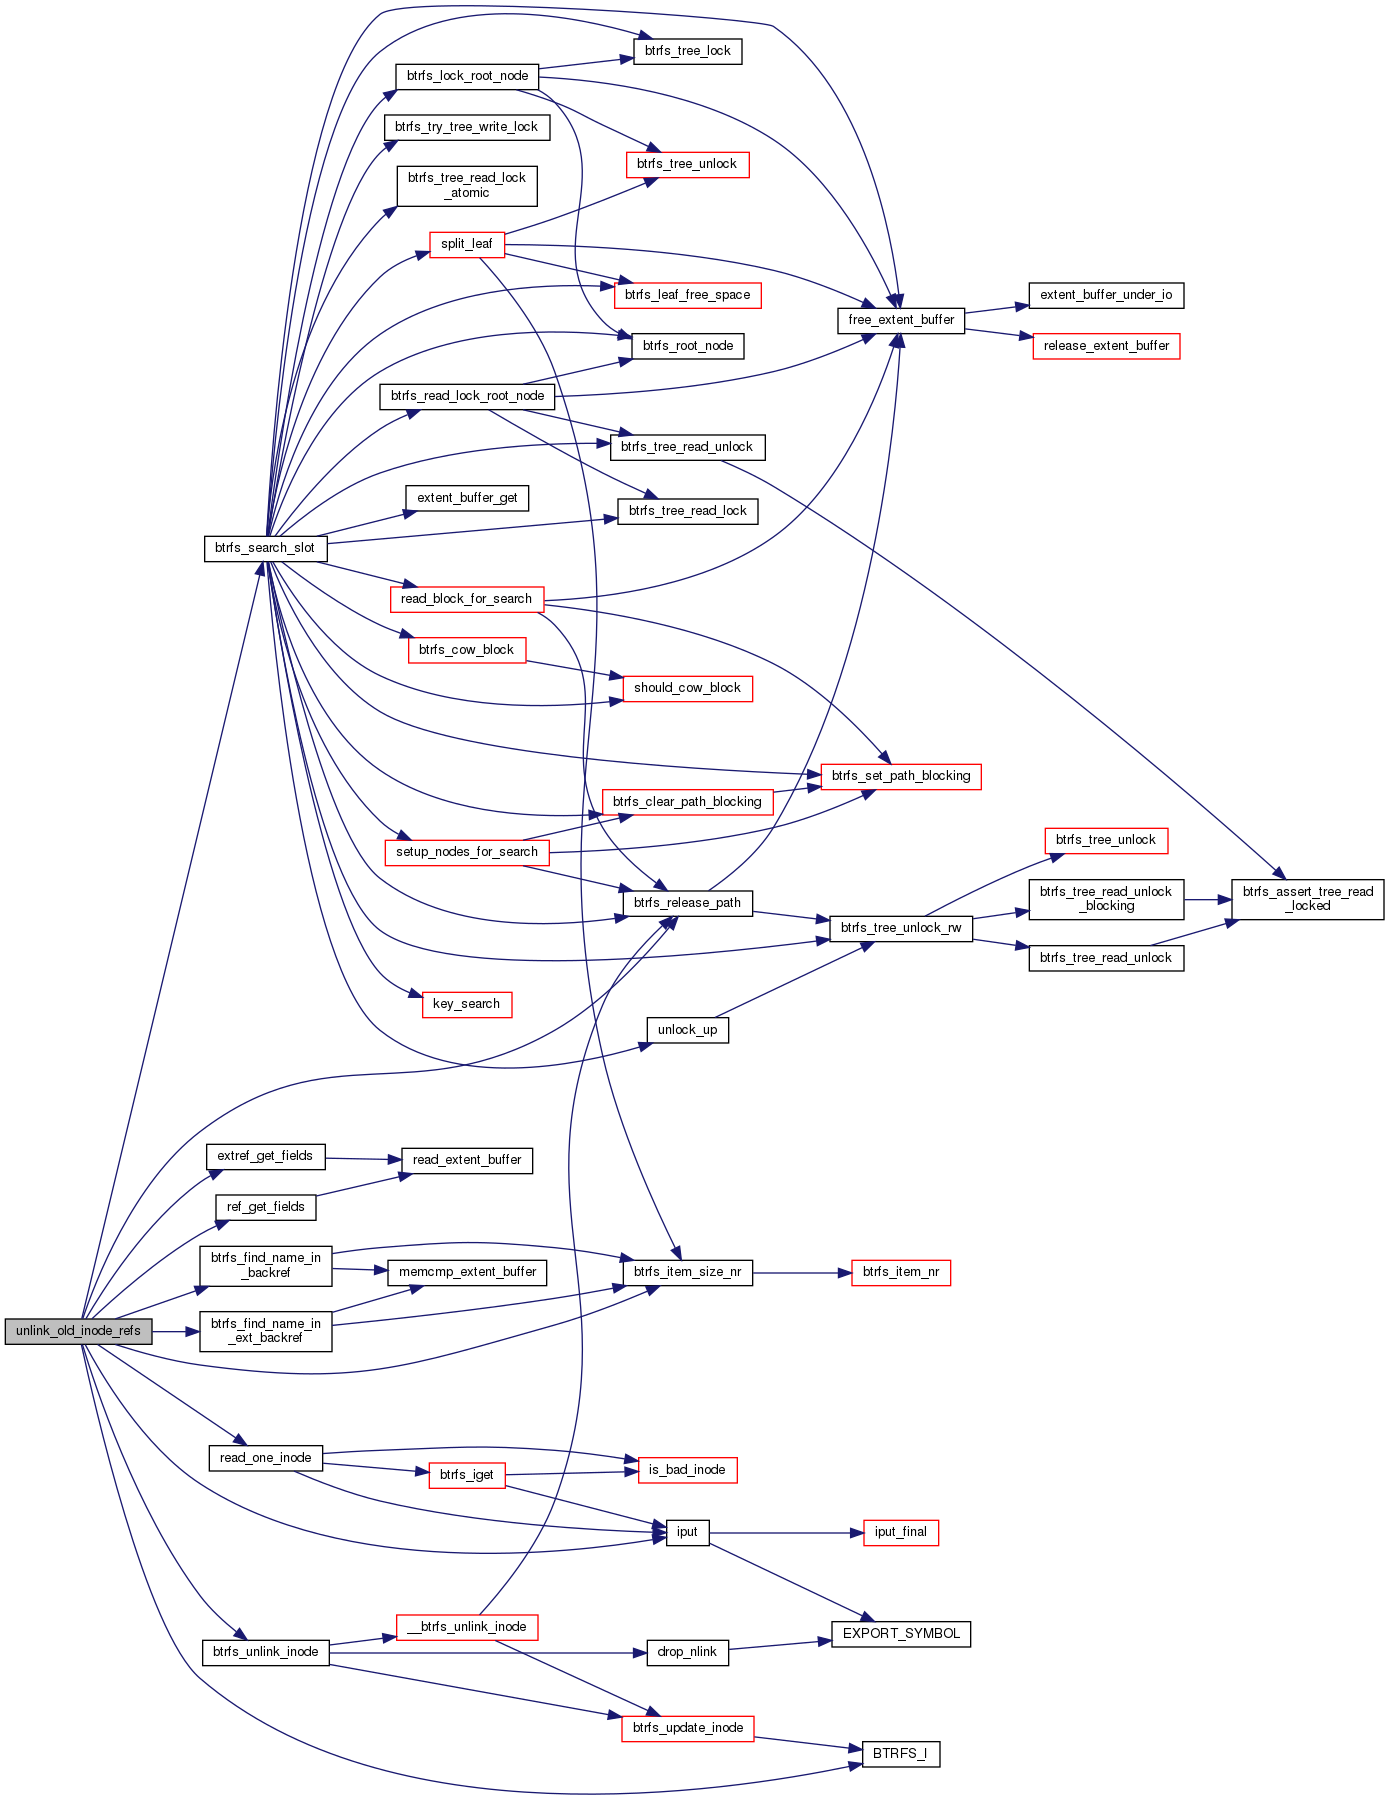 btrfs_tree_lock
btrfs_lock_root_node
btrfs_try_tree_write_lock
btrfs_tree_unlock
btrfs_tree_read_lock
_atomic
split_leaf
btrfs_leaf_free_space
extent_buffer_under_io
free_extent_buffer
btrfs_root_node
release_extent_buffer
btrfs_read_lock_root_node
btrfs_tree_read_unlock
extent_buffer_get
btrfs_tree_read_lock
btrfs_search_slot
read_block_for_search
btrfs_cow_block
should_cow_block
btrfs_set_path_blocking
btrfs_clear_path_blocking
setup_nodes_for_search
btrfs_tree_unlock
btrfs_release_path
btrfs_tree_read_unlock
_blocking
btrfs_assert_tree_read
_locked
btrfs_tree_unlock_rw
btrfs_tree_read_unlock
key_search
unlock_up
extref_get_fields
read_extent_buffer
ref_get_fields
btrfs_find_name_in
_backref
memcmp_extent_buffer
btrfs_item_size_nr
btrfs_item_nr
unlink_old_inode_refs
btrfs_find_name_in
_ext_backref
read_one_inode
btrfs_iget
is_bad_inode
iput
iput_final
__btrfs_unlink_inode
EXPORT_SYMBOL
btrfs_unlink_inode
drop_nlink
btrfs_update_inode
BTRFS_I